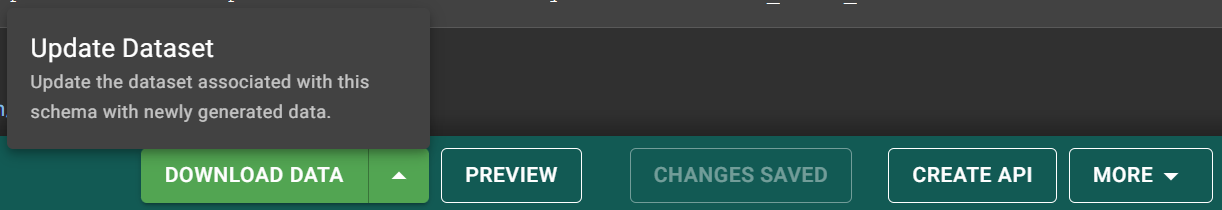 Update Dataset
Update the dataset associated with this
schema with newly generated data.
DOWNLOAD DATA PREVIEW CHANGES SAVED CREATE API MORE